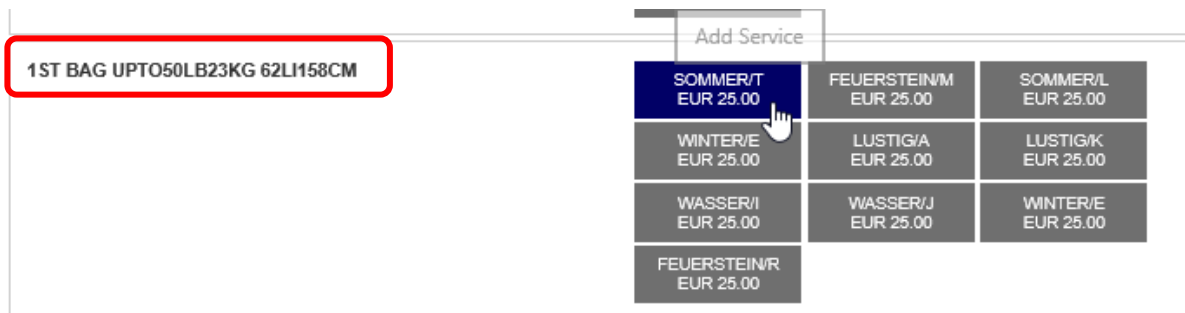 Add Service
1ST BAG UPTO50LB23KG 62LI158CM
SOMMER/T FEUERSTEIN/M SOMMER/L
EUR 25.00 EUR 25.00 EUR 25.00
WINTER/E LUSTIG/A LUSTIG/K
EUR 25.00 EUR 25.00 EUR 25.00
WASSER/I WASSER/J WINTER/E
EUR 25.00 EUR 25.00 EUR 25.00
FEUERSTEIN/R
EUR 25.00